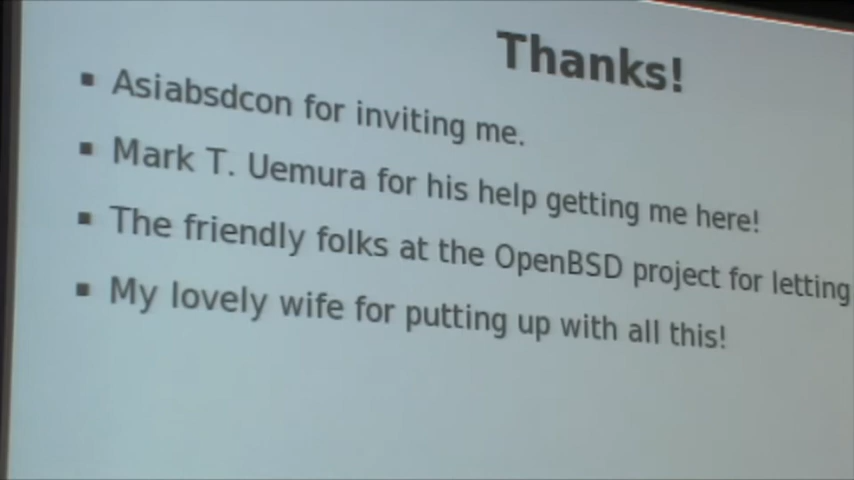 Thanks!
▪ Asiabsdcon for inviting me.
▪ Mark T. Uemura for his help getting me here!
▪ The friendly folks at the OpenBSD project for letting
▪ My lovely wife for putting up with all this!